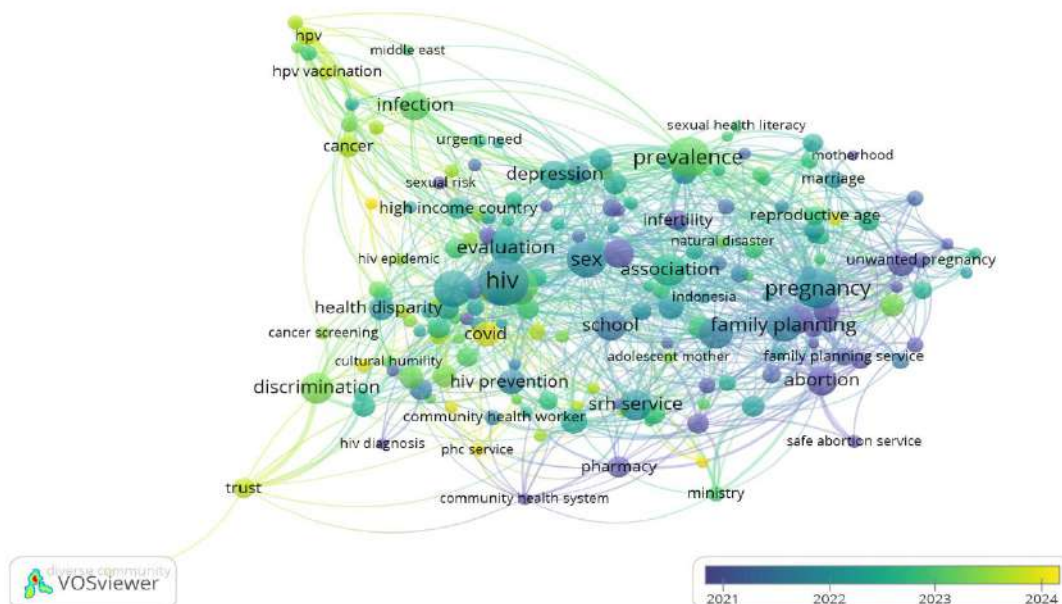 hpv
middle east
hpv vaccination
infection
sexual health literacy
urgent need
cancer
prevalence
motherhood
depression
sexual risk
marriage
high income country
infertility
reproductive age
evaluation
natural disaster
hiv epidemic
sex
unwanted pregnancy
association
hiv
pregnancy
indonesia
health disparity
school
family planning
cancer screening
covid
cultural humility
adolescent mother
family planning service
discrimination
hiv prevention
abortion
srh service
community health worker
hiv diagnosis
phc service
safe abortion service
pharmacy
trust
community health system
ministry
diverse community
VOSviewer
2021 2022 2023 2024